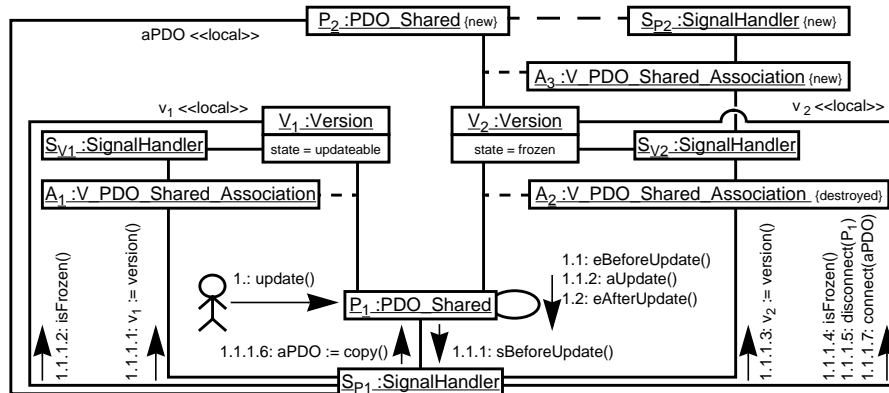 P2 :PDO_Shared {new}
SP2 :SignalHandler {new}
aPDO <<local>>
A3 :V_PDO_Shared_Association {new}
v1 <<local>>
v 2 <<local>>
V1 :Version
state = updateable
V2 :Version
state = frozen
SV1 :SignalHandler
SV2 :SignalHandler
A1 :V_PDO_Shared_Association
A2 :V_PDO_Shared_Association {destroyed}
1.: update()
1.1: eBeforeUpdate()
1.1.2: aUpdate()
1.2: eAfterUpdate()
P1 :PDO_Shared
1.1.1.2: isFrozen()
1.1.1.1: v1 := version()
1.1.1.6: aPDO := copy()
1.1.1: sBeforeUpdate()
1.1.1.3: v2 := version()
1.1.1.4: isFrozen()
1.1.1.5: disconnect(P1)
1.1.1.7: connect(aPDO)
SP1 :SignalHandler